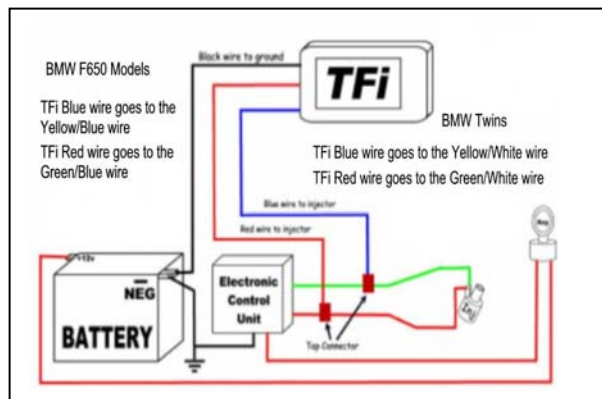 Black wire to ground
BMW F650 Models
TFi Blue wire goes to the
Yellow/Blue wire
TFi Red wire goes to the
Green/Blue wire
TFi
BMW Twins
TFi Blue wire goes to the Yellow/White wire
TFi Red wire goes to the Green/White wire
Blue wire to injector
Red wire to injector
Key
+12v
NEG
BATTERY
Electronic
Control
Unit
Inj
Tap Connector